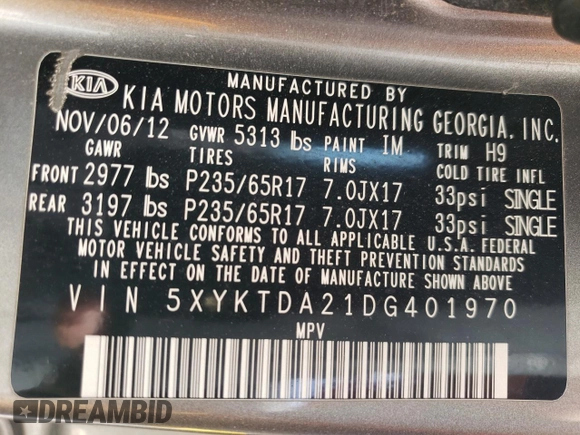 KIA
MANUFACTURED BY
KIA MOTORS MANUFACTURING GEORGIA, INC.
NOV/06/12 GVWR 5313 lbs PAINT IM TRIM H9
GAWR TIRES RIMS COLD TIRE INFL
FRONT 2977 lbs P235/65R17 7.0JX17 33psi SINGLE
REAR 3197 lbs P235/65R17 7.0JX17 33psi SINGLE
THIS VEHICLE CONFORMS TO ALL APPLICABLE U.S.A. FEDERAL
MOTOR VEHICLE SAFETY AND THEFT PREVENTION STANDARDS
IN EFFECT ON THE DATE OF MANUFACTURE SHOWN ABOVE
VIN 5XYKTDA21DG401970
MPV
DREAMBID